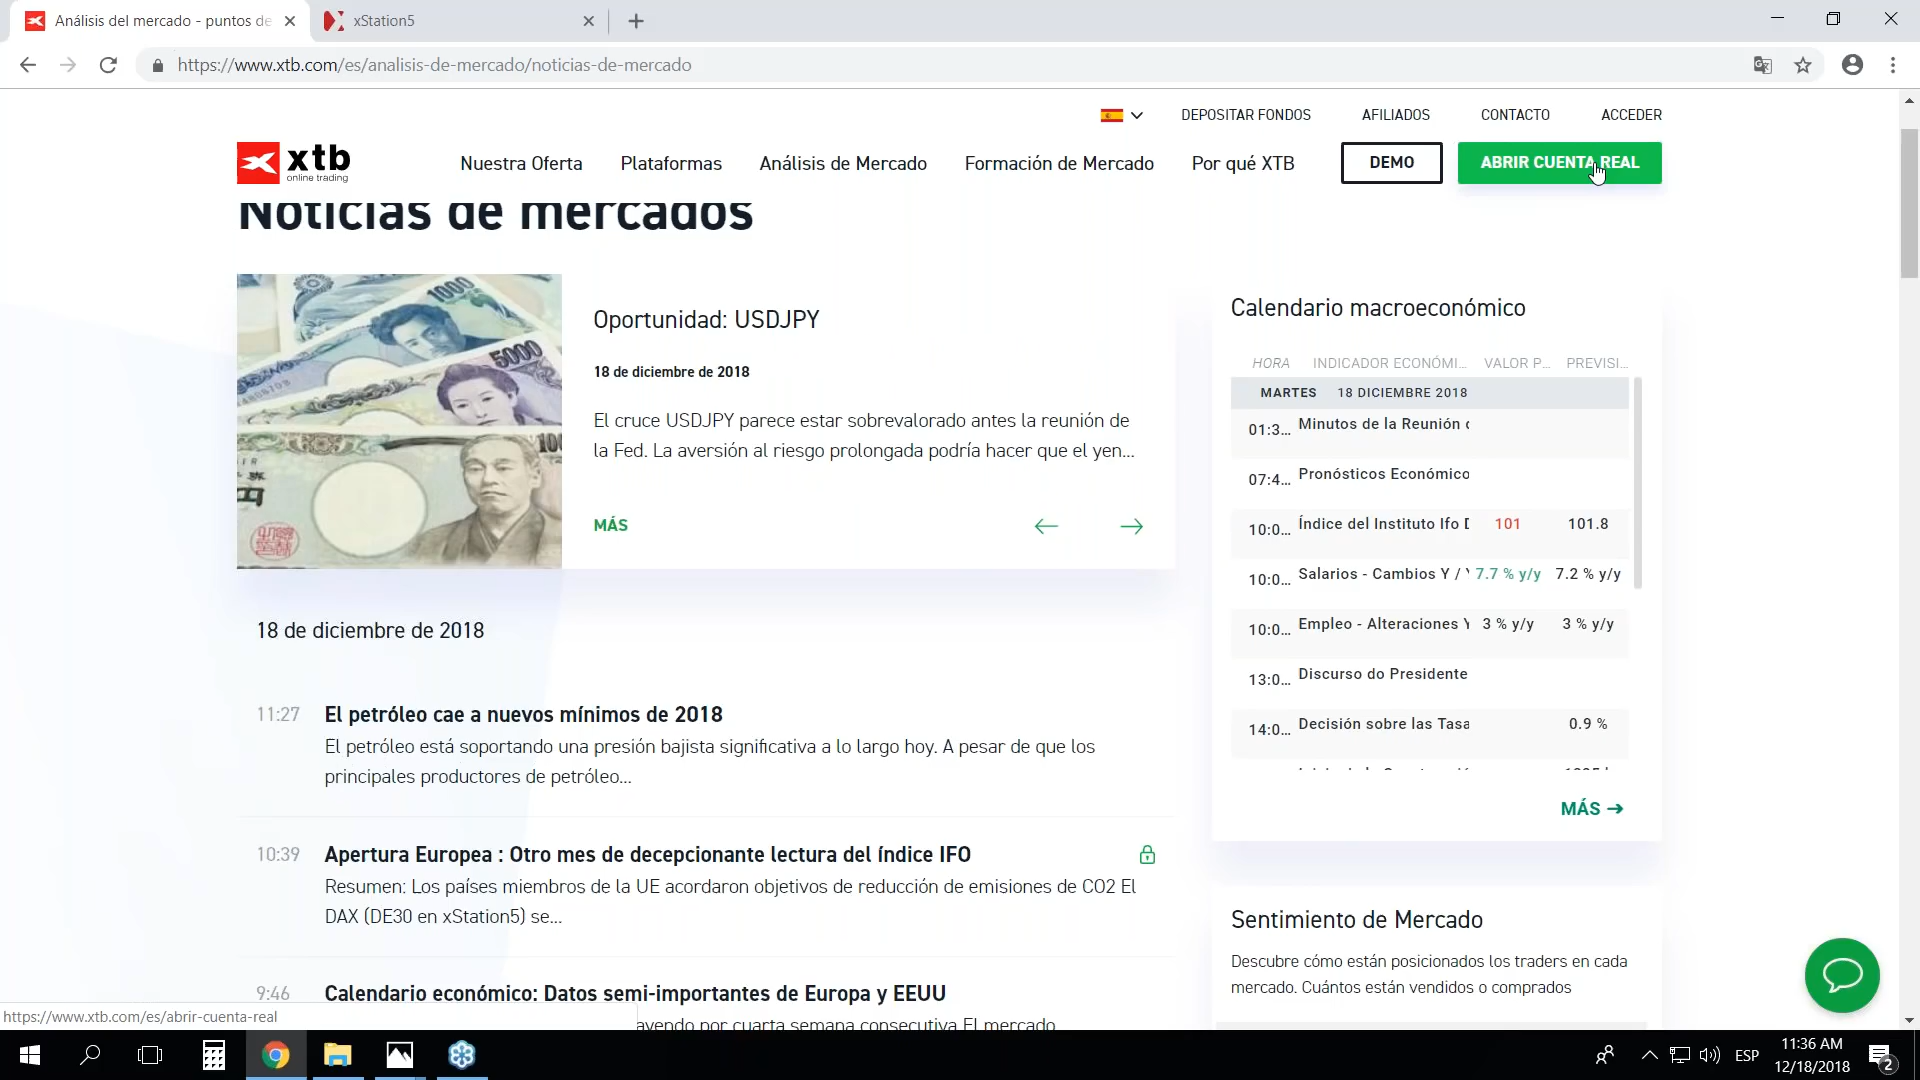 Análisis del mercado - puntos de
xStation5
https://www.xtb.com/es/analisis-de-mercado/noticias-de-mercado
DEPOSITAR FONDOS
AFILIADOS
CONTACTO
ACCEDER
xtb
online trading
Nuestra Oferta
Plataformas
Análisis de Mercado
Formación de Mercado
Por qué XTB
DEMO
ABRIR CUENTA REAL
Noticias de mercados
1000
5000
Oportunidad: USDJPY
18 de diciembre de 2018
El cruce USDJPY parece estar sobrevalorado antes la reunión de
la Fed. La aversión al riesgo prolongada podría hacer que el yen...
MÁS
18 de diciembre de 2018
11:27 El petróleo cae a nuevos mínimos de 2018
El petróleo está soportando una presión bajista significativa a lo largo hoy. A pesar de que los
principales productores de petróleo...
10:39 Apertura Europea : Otro mes de decepcionante lectura del índice IFO
Resumen: Los países miembros de la UE acordaron objetivos de reducción de emisiones de CO2 El
DAX (DE30 en xStation5) se...
9:46 Calendario económico: Datos semi-importantes de Europa y EEUU
ayendo por cuarta semana consecutiva El mercado
Calendario macroeconómico
HORA INDICADOR ECONÓMI... VALOR P... PREVISI...
MARTES 18 DICIEMBRE 2018
01:3... Minutos de la Reunión
07:4... Pronósticos Económico
10:0... Índice del Instituto Ifo 101 101.8
10:0... Salarios - Cambios Y / 7.7 % y/y 7.2 % y/y
10:0... Empleo - Alteraciones Y 3 % y/y 3 % y/y
13:0... Discurso do Presidente
14:0... Decisión sobre las Tasa 0.9 %
MÁS →
Sentimiento de Mercado
Descubre cómo están posicionados los traders en cada
mercado. Cuántos están vendidos o comprados
https://www.xtb.com/es/abrir-cuenta-real
ESP
11:36 AM
12/18/2018
2